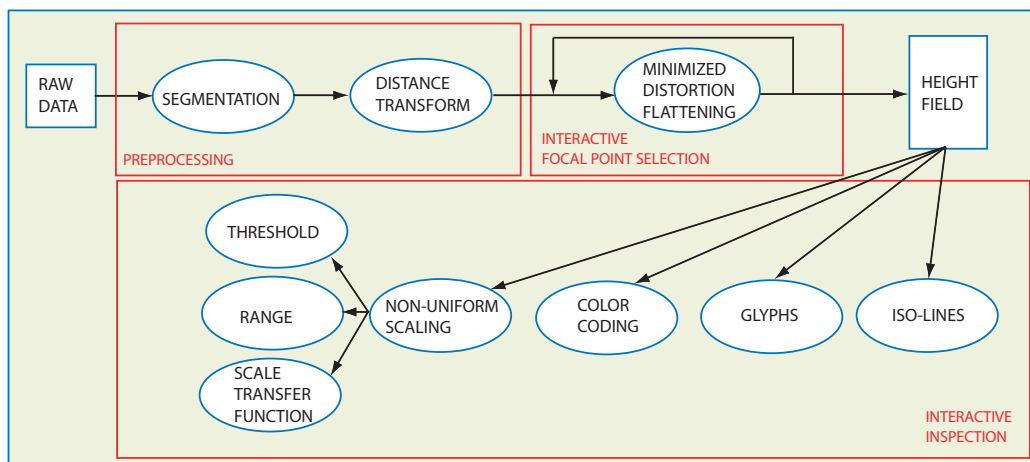 RAW
DATA
SEGMENTATION
DISTANCE
TRANSFORM
PREPROCESSING
MINIMIZED
DISTORTION
FLATTENING
INTERACTIVE
FOCAL POINT SELECTION
HEIGHT
FIELD
THRESHOLD
RANGE
SCALE
TRANSFER
FUNCTION
NON-UNIFORM
SCALING
COLOR
CODING
GLYPHS
ISO-LINES
INTERACTIVE
INSPECTION